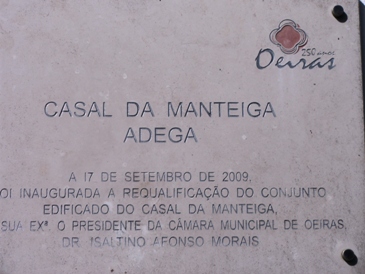 250 anos
Oeiras
CASAL DA MANTEIGA
ADEGA
A 17 DE SETEMBRO DE 2009,
OI INAUGURADA A REQUALIFICAÇÃO DO CONJUNTO
EDIFICADO DO CASAL DA MANTEIGA,
SUA EXª. O PRESIDENTE DA CÂMARA MUNICIPAL DE OEIRAS,
DR. ISALTINO AFONSO MORAIS